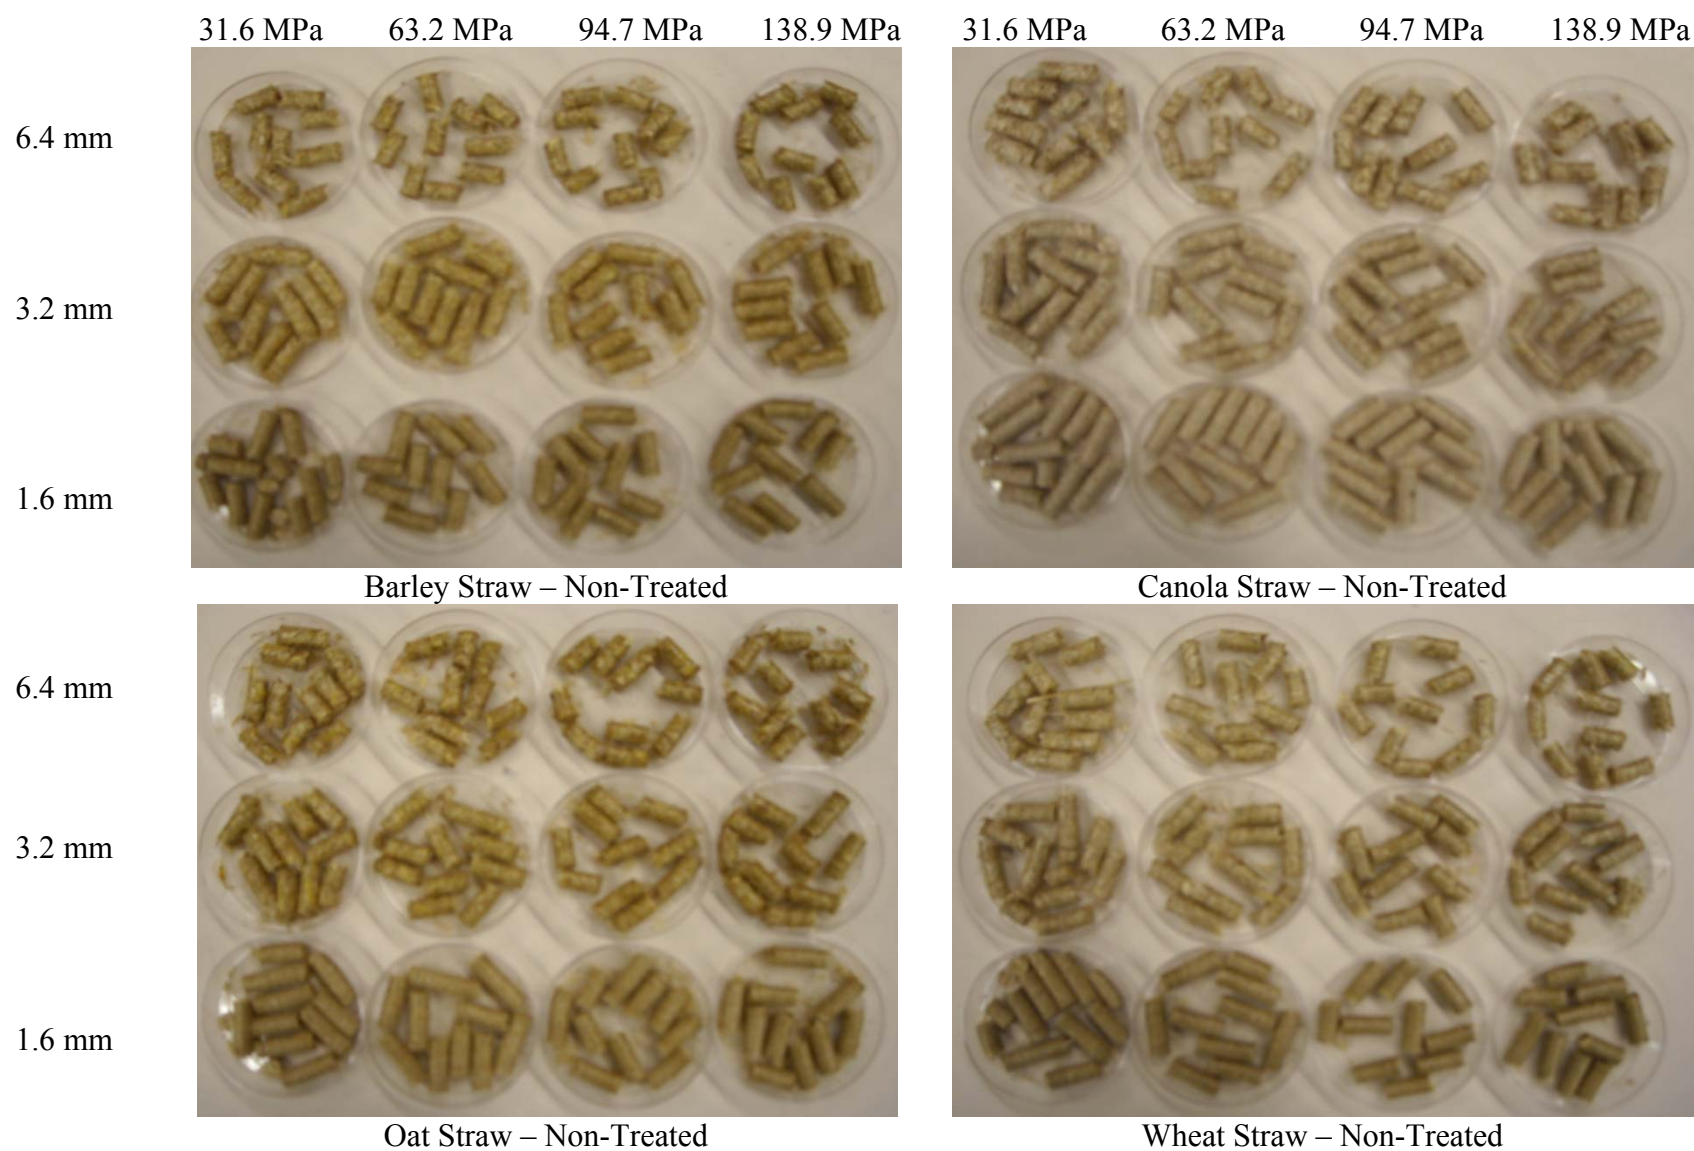 31.6 MPa 63.2 MPa 94.7 MPa 138.9 MPa 31.6 MPa 63.2 MPa 94.7 MPa 138.9 MPa
6.4 mm
3.2 mm
1.6 mm
Barley Straw – Non-Treated Canola Straw – Non-Treated
6.4 mm
3.2 mm
1.6 mm
Oat Straw – Non-Treated Wheat Straw – Non-Treated